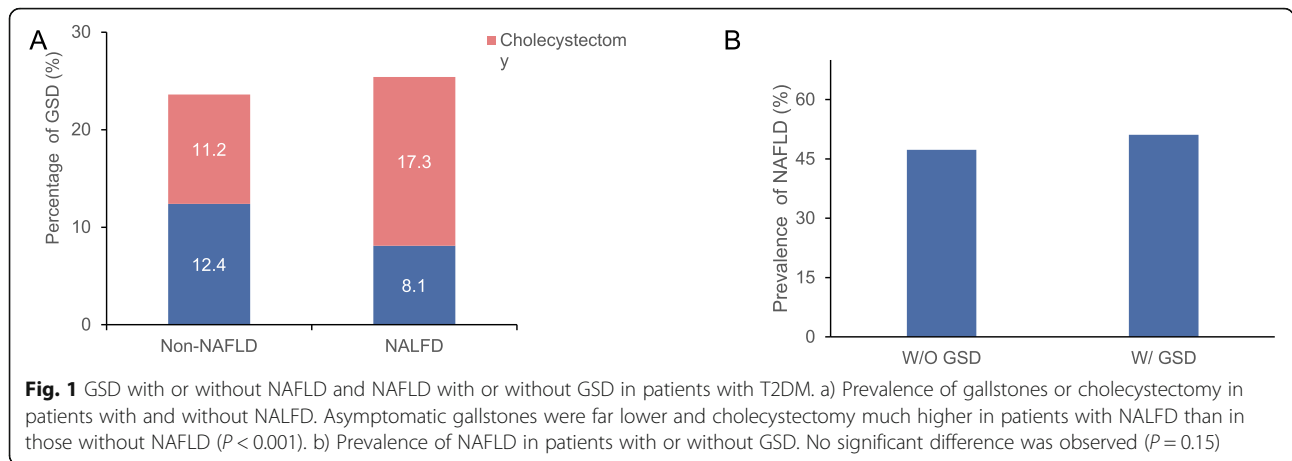 A
Percentage of GSD (%)
30
20
10
0
11.2
12.4
17.3
8.1
Non-NAFLD
NALFD
Cholecystectom
y
B
Prevalence of NAFLD (%)
60
45
30
15
0
W/O GSD
W/ GSD
Fig. 1 GSD with or without NAFLD and NAFLD with or without GSD in patients with T2DM. a) Prevalence of gallstones or cholecystectomy in
patients with and without NALFD. Asymptomatic gallstones were far lower and cholecystectomy much higher in patients with NALFD than in
those without NAFLD (P < 0.001). b) Prevalence of NAFLD in patients with or without GSD. No significant difference was observed (P = 0.15)